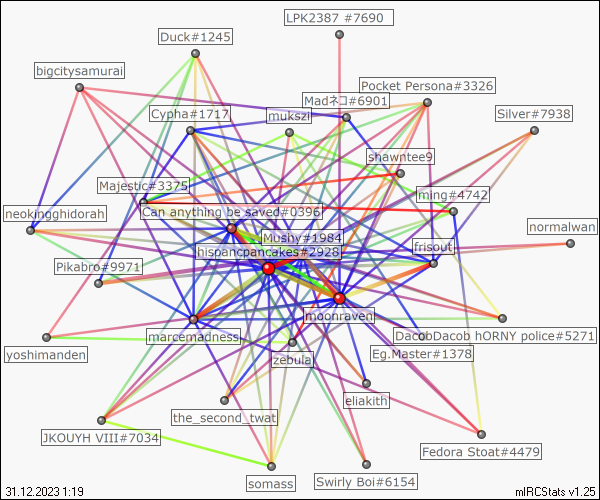 LPK2387 #7690
Duck#1245
bigcitysamurai
Pocket Persona#3326
Madネコ#6901
Cypha#1717
mukszi
Silver#7938
shawntee9
Majestic#3375
ming#4742
neokingghidorah
Can anything be saved#0396
normalwan
Mushy#1984
frisout
hispancpancakes#2928
Pikabro#9971
moonraven
marcemadness
DacobDacob hORNY police#5271
yoshimanden
zebula
Eg.Master#1378
eliakith
the_second_twat
JKOUYH VIII#7034
Fedora Stoat#4479
somass
Swirly Boi#6154
31.12.2023 1:19
mIRCStats v1.25